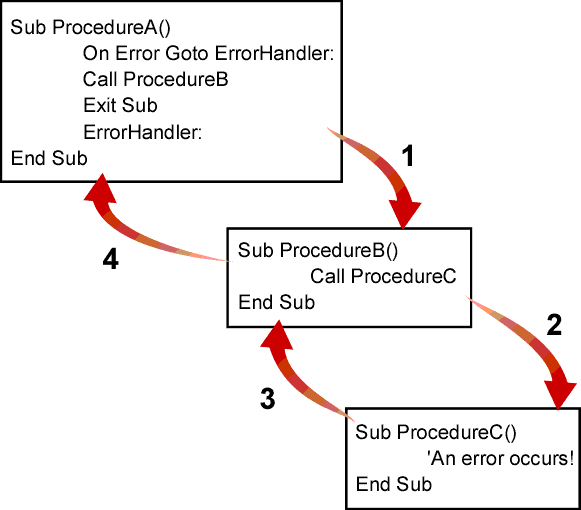 Sub ProcedureA()
On Error Goto ErrorHandler:
Call ProcedureB
Exit Sub
ErrorHandler:
End Sub
1
4
Sub ProcedureB()
Call ProcedureC
End Sub
2
3
Sub ProcedureC()
'An error occurs!
End Sub